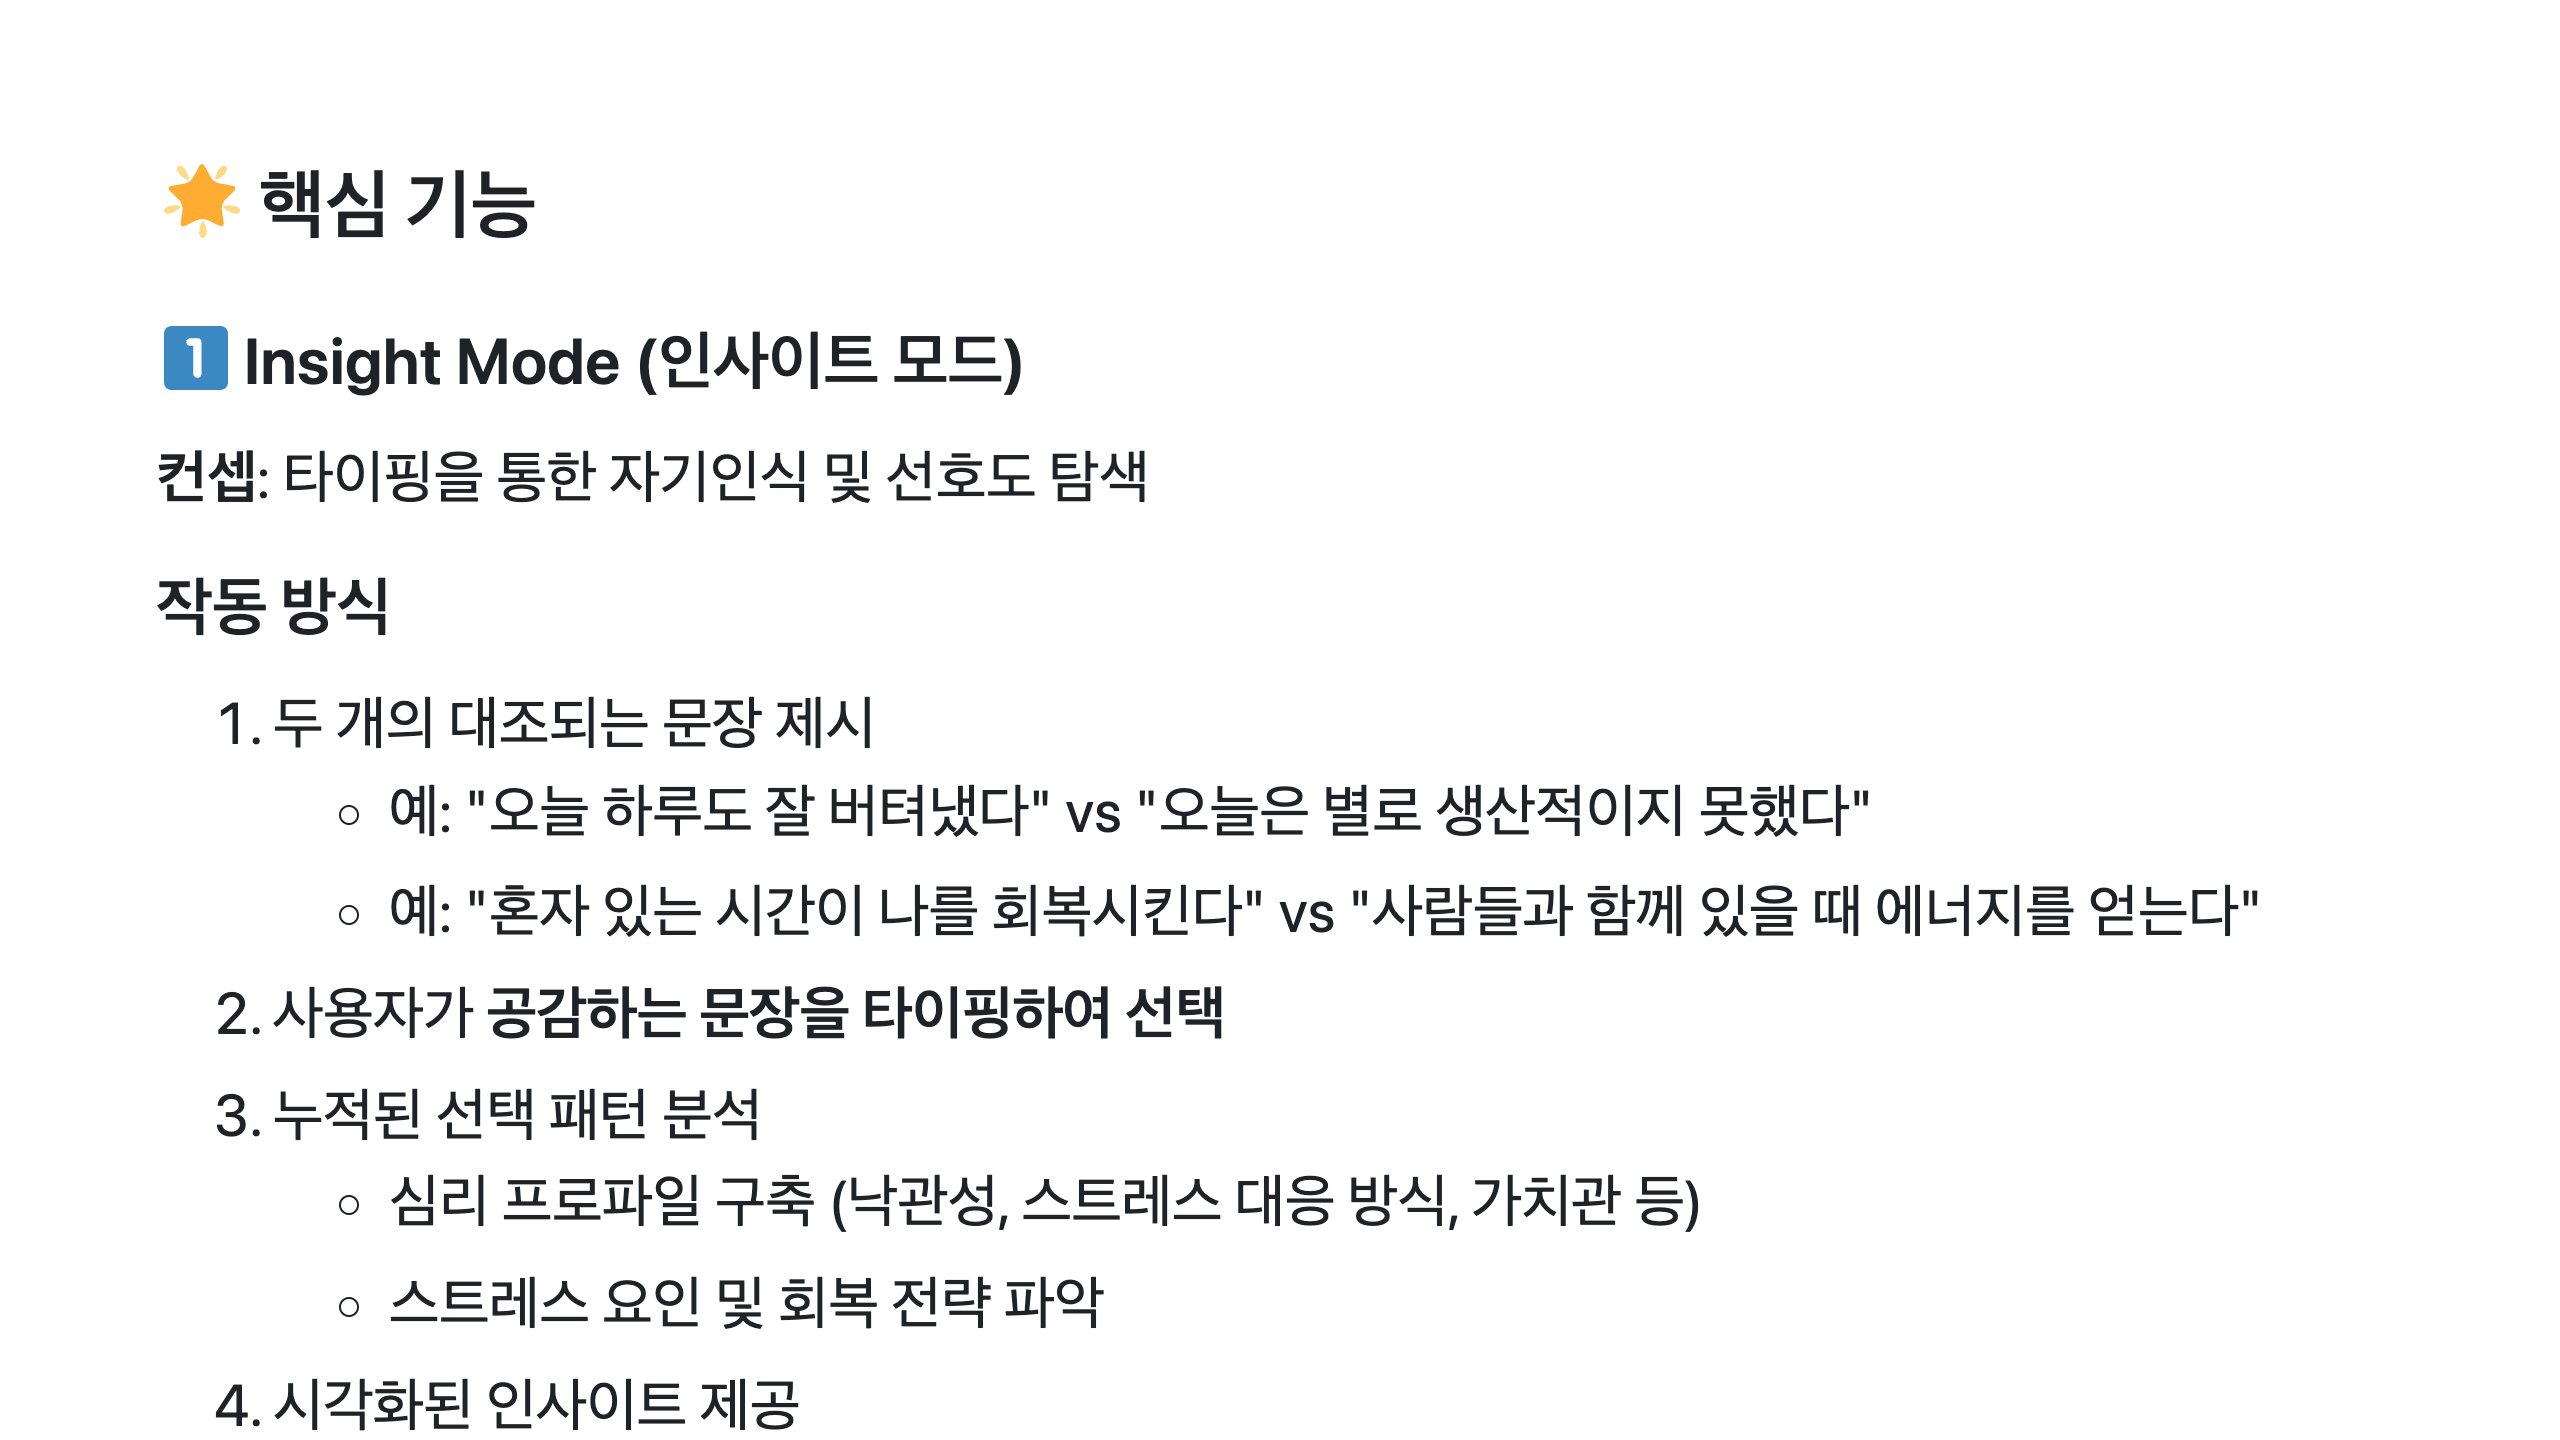 🌟 핵심 기능
1️⃣ Insight Mode (인사이트 모드)
컨셉: 타이핑을 통한 자기인식 및 선호도 탐색
작동 방식
1. 두 개의 대조되는 문장 제시
○ 예: "오늘 하루도 잘 버텨냈다" vs "오늘은 별로 생산적이지 못했다"
○ 예: "혼자 있는 시간이 나를 회복시킨다" vs "사람들과 함께 있을 때 에너지를 얻는다"
2. 사용자가 공감하는 문장을 타이핑하여 선택
3. 누적된 선택 패턴 분석
○ 심리 프로파일 구축 (낙관성, 스트레스 대응 방식, 가치관 등)
○ 스트레스 요인 및 회복 전략 파악
4. 시각화된 인사이트 제공